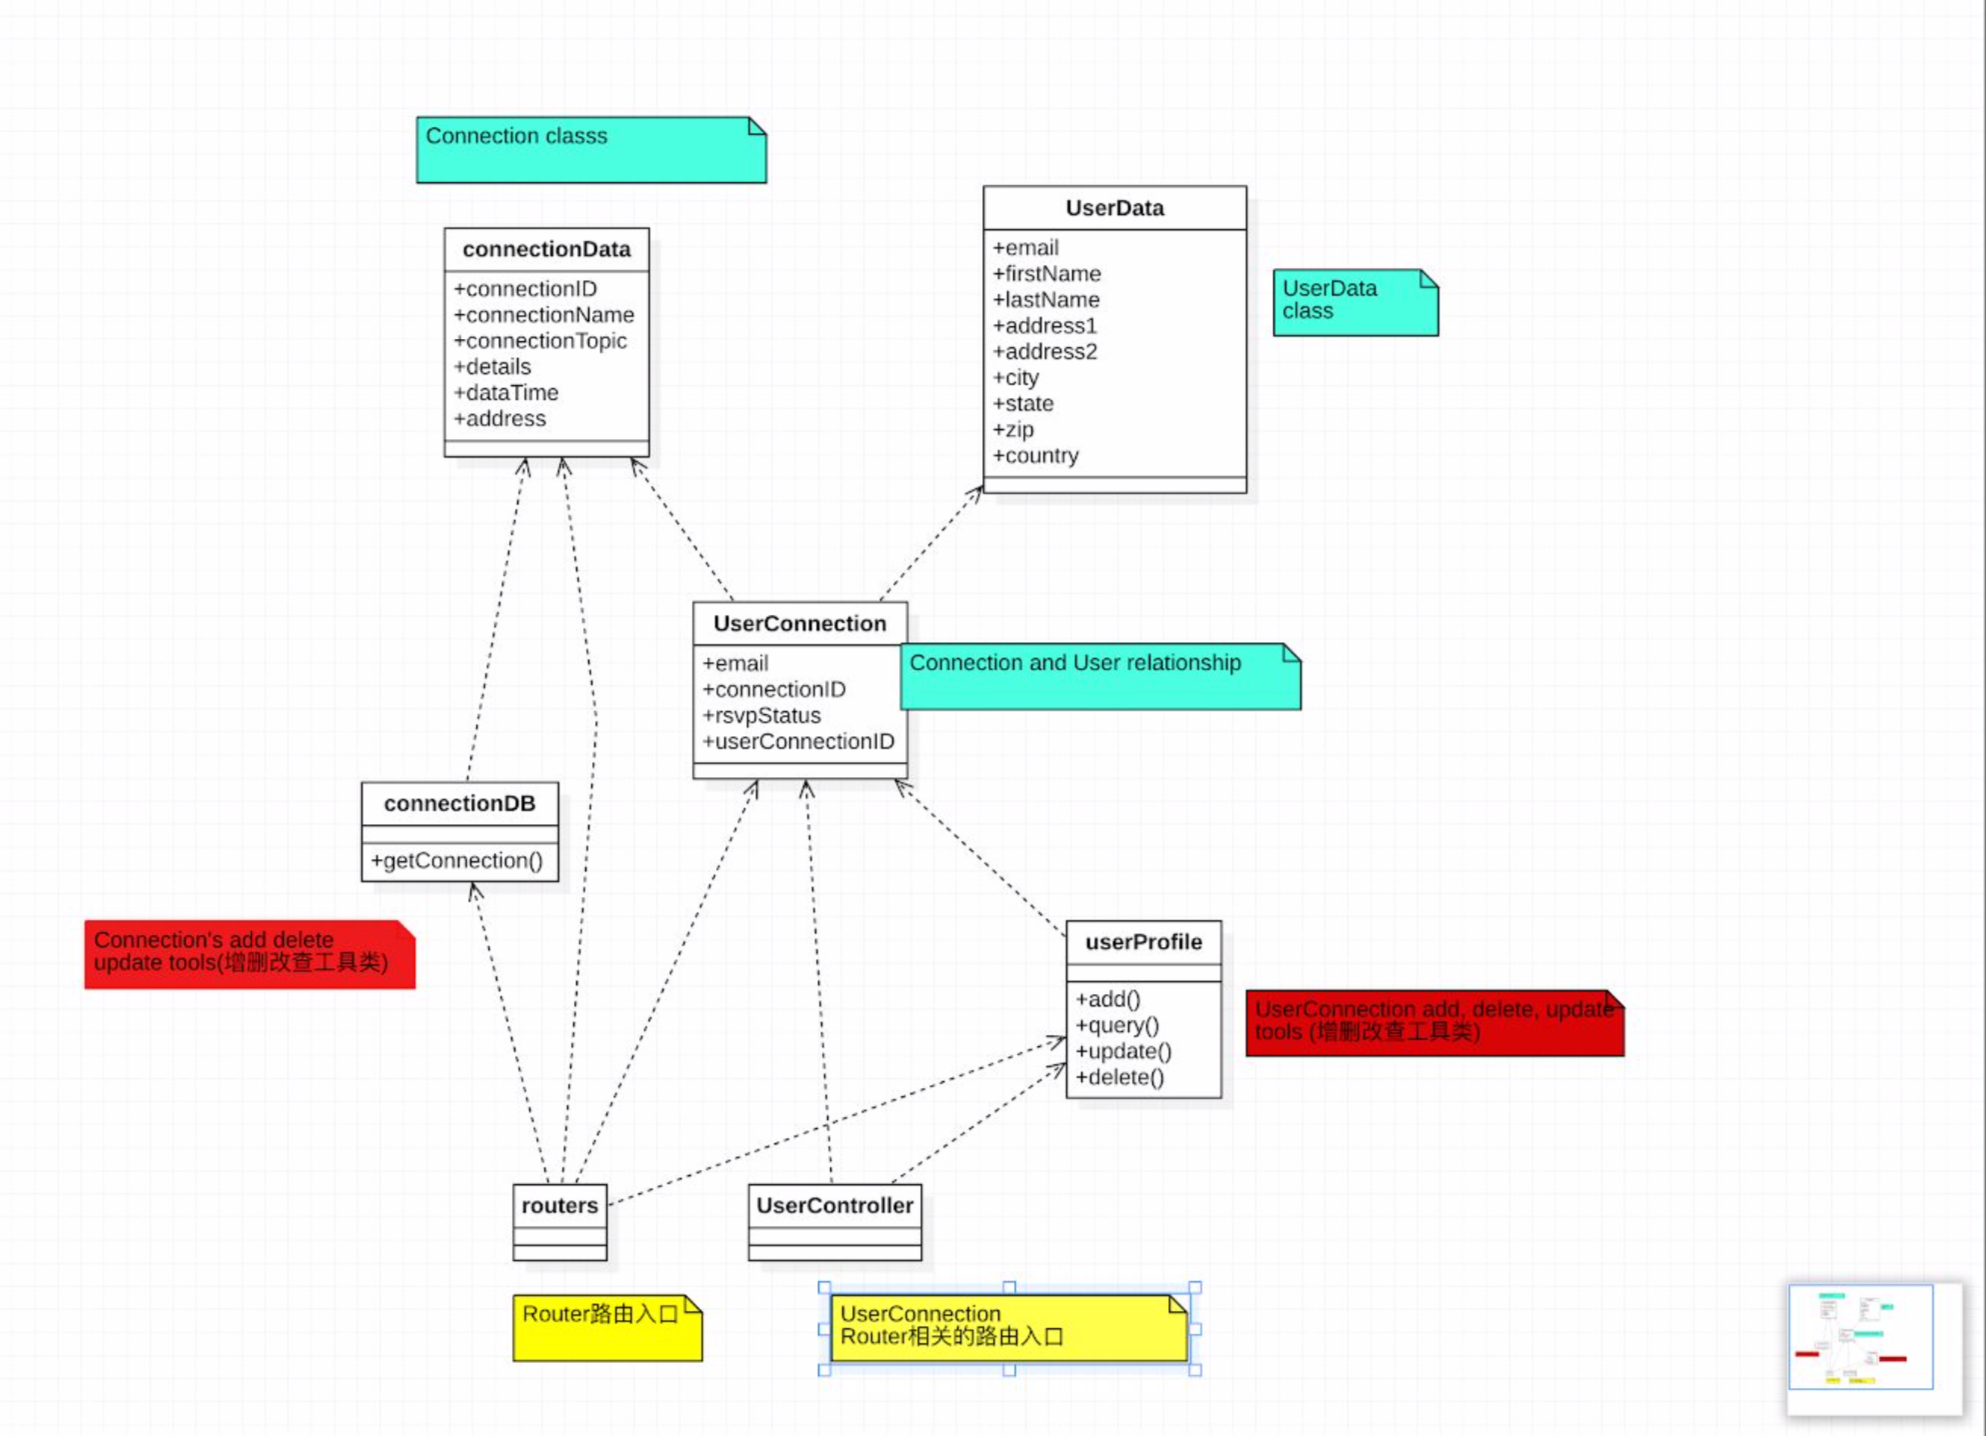 Connection classs
connectionData
+connectionID
+connectionName
+connectionTopic
+details
+dataTime
+address
UserData
+email
+firstName
+lastName
+address1
+address2
+city
+state
+zip
+country
UserData
class
UserConnection
+email
+connectionID
+rsvpStatus
+userConnectionID
Connection and User relationship
connectionDB
+getConnection()
Connection's add delete
update tools(增删改查工具类)
userProfile
+add()
+query()
+update()
+delete()
UserConnection add, delete, update
tools (增删改查工具类)
routers
UserController
Router路由入口
UserConnection
Router相关的路由入口